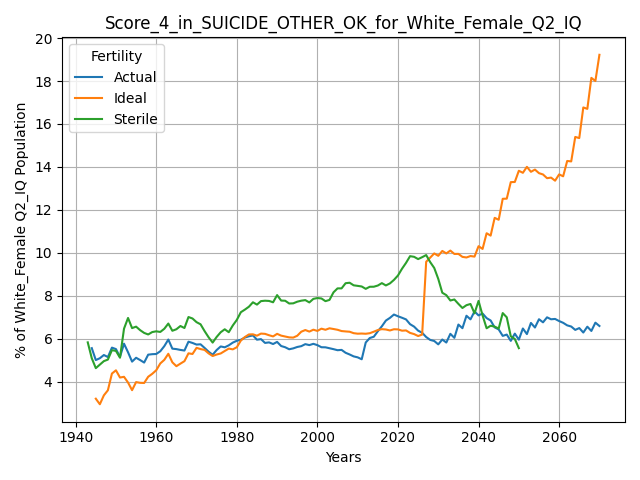 Score_4_in_SUICIDE_OTHER_OK_for_White_Female_Q2_IQ
Fertility
Actual
Ideal
Sterile
% of White_Female Q2_IQ Population
20
18
16
14
12
10
8
6
4
1940 1960 1980 2000 2020 2040 2060
Years